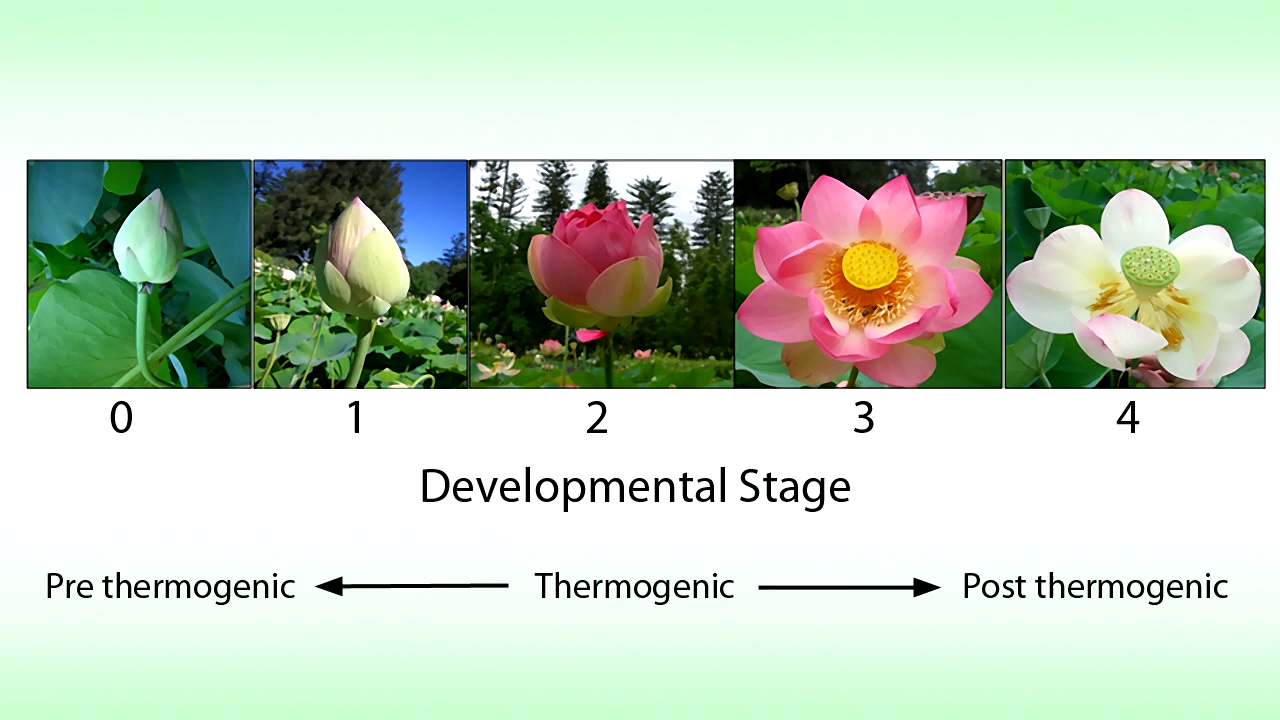 0 1 2 3 4
Developmental Stage
Pre thermogenic Thermogenic Post thermogenic